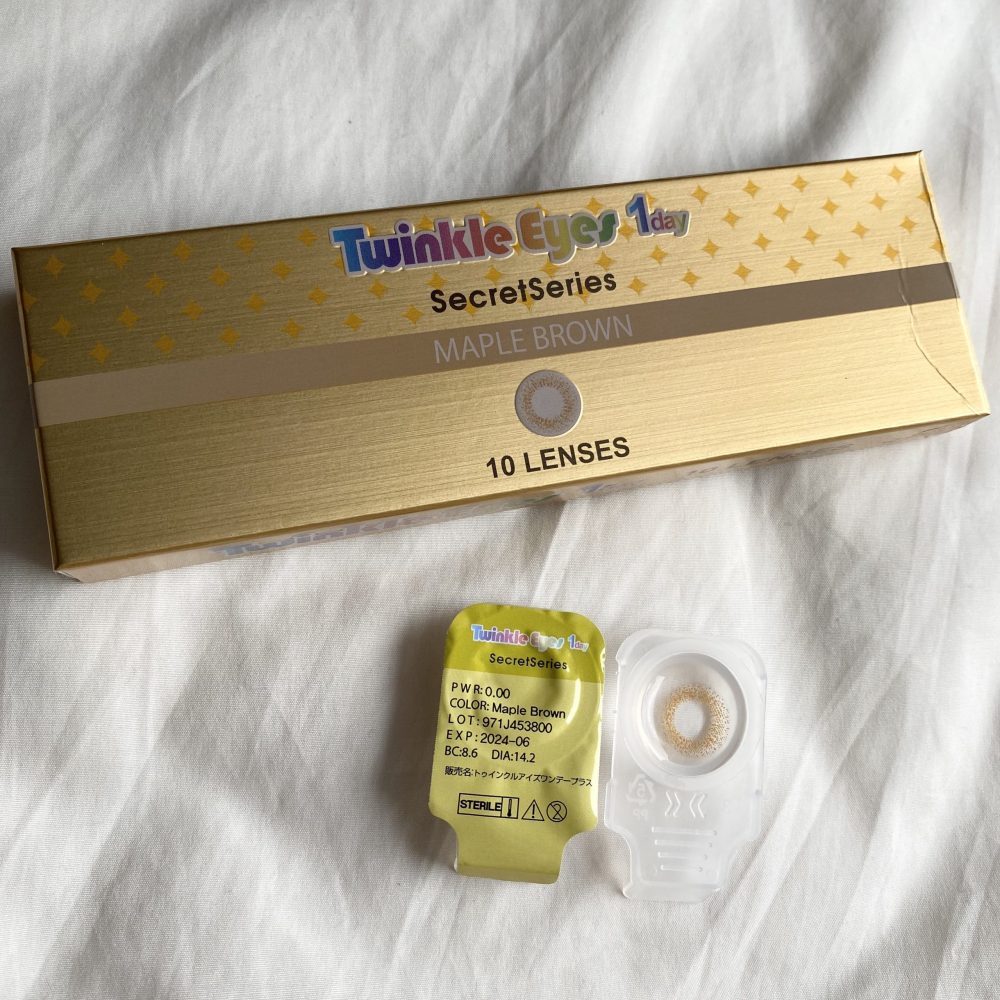 Twinkle Eyes 1day
SecretSeries
MAPLE BROWN
10 LENSES
Twinkle Eyes 1day
SecretSeries
PWR:0.00
COLOR: Maple Brown
LOT:971J453800
EXP:2024-06
BC:8.6 DIA:14.2
販売名:トゥインクルアイズワンデープラス
STERILE